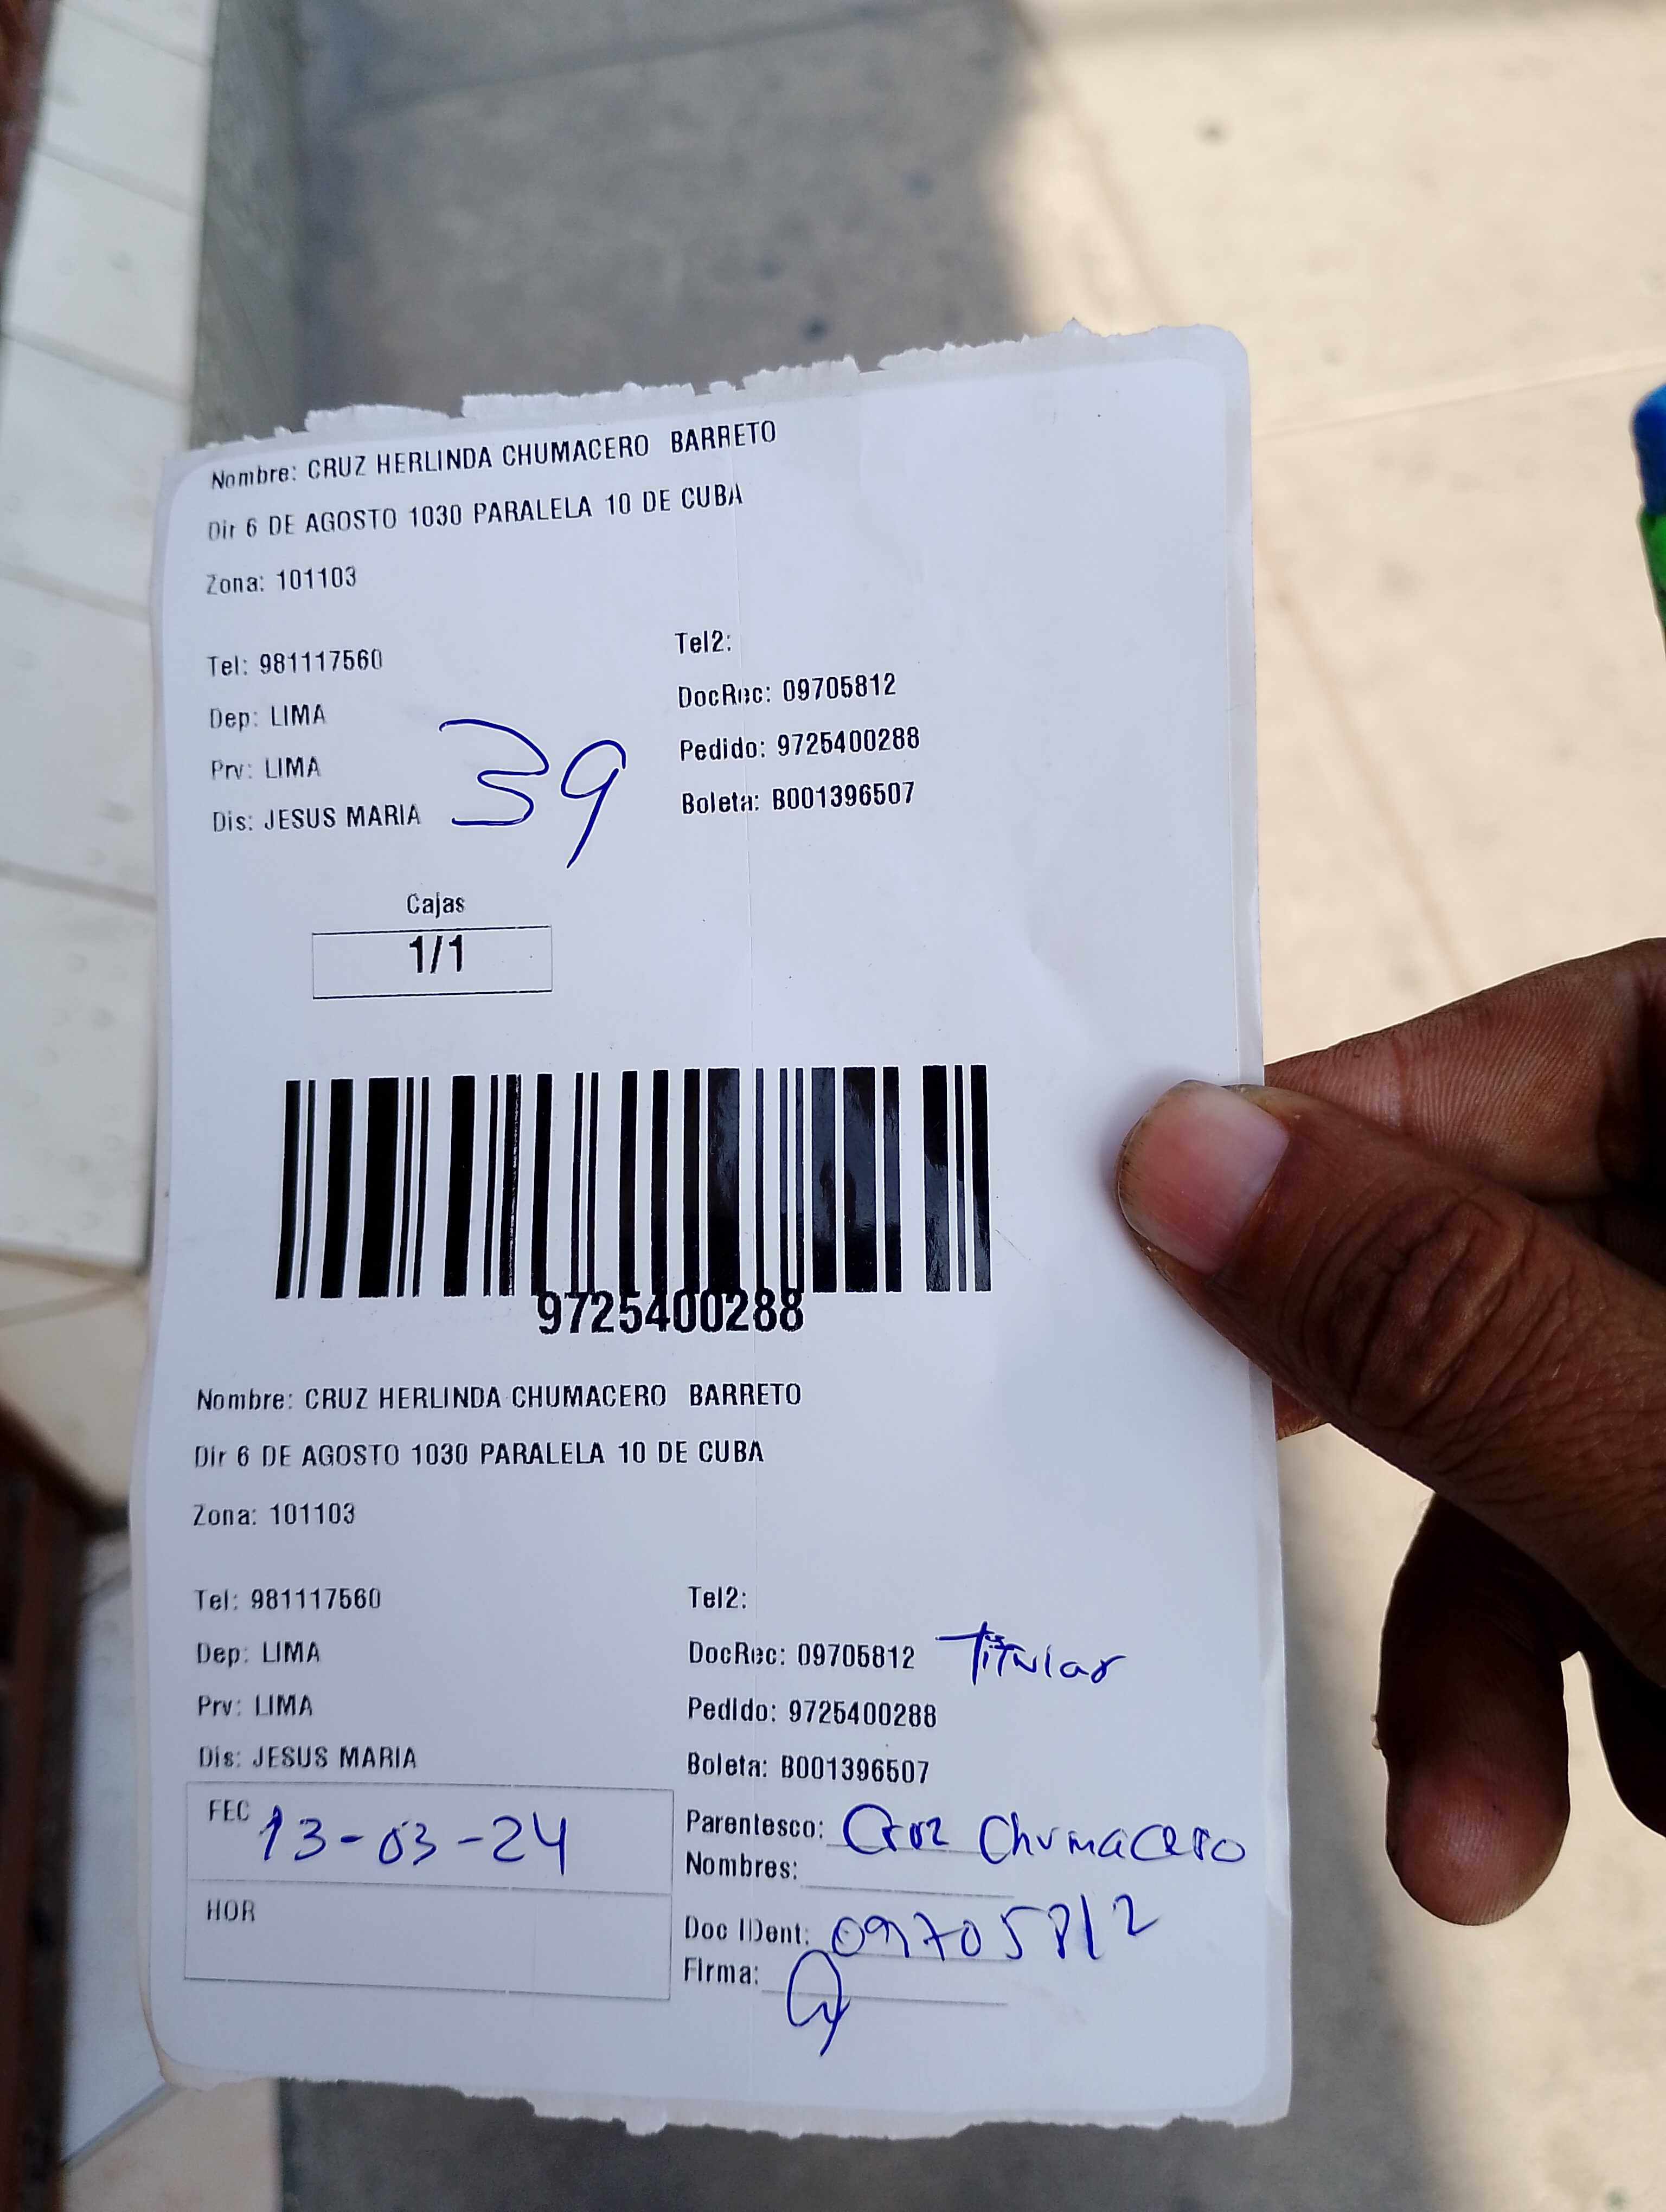 Nombre: CRUZ HERLINDA CHUMACERO BARRETO
Dir 6 DE AGOSTO 1030 PARALELA 10 DE CUBA
Zona: 101103
Tel: 981117560
Tel2:
Dep: LIMA
DocRec: 09705812
Prv: LIMA
Pedido: 9725400288
Dis: JESUS MARIA
Boleta: B001396507
39
Cajas
1/1
9725400288
Nombre: CRUZ HERLINDA CHUMACERO BARRETO
Dir 6 DE AGOSTO 1030 PARALELA 10 DE CUBA
Zona: 101103
Tel: 981117560
Tel2:
Dep: LIMA
DocRec: 09705812 Titular
Prv: LIMA
Pedido: 9725400288
Dis: JESUS MARIA
Boleta: B001396507
FEC 13-03-24
Parentesco: Cruz Chumacero
Nombres:
HOR
Doc IDent: 09705812
Firma: